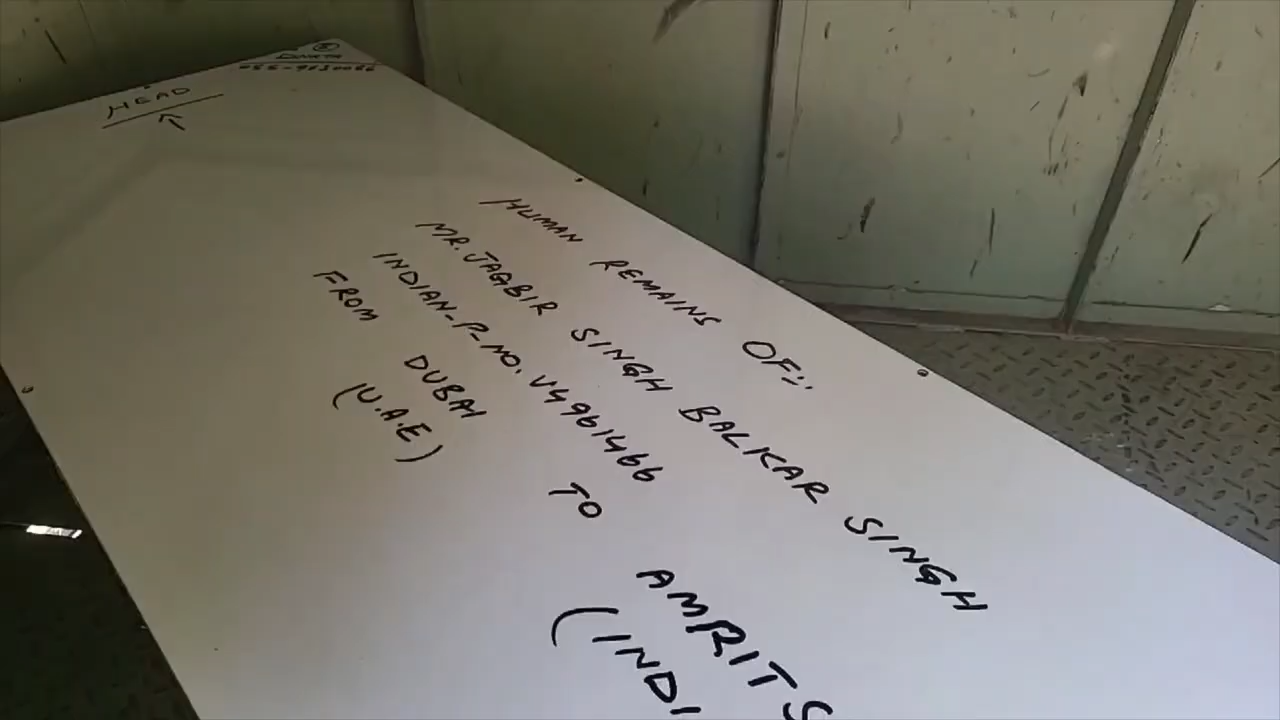 HEAD
HUMAN REMAINS OF:-
MR. JAGBIR SINGH BALKAR SINGH
INDIAN-P-NO. V4961466
FROM DUBAI TO AMRITS
(U.A.E) (INDI